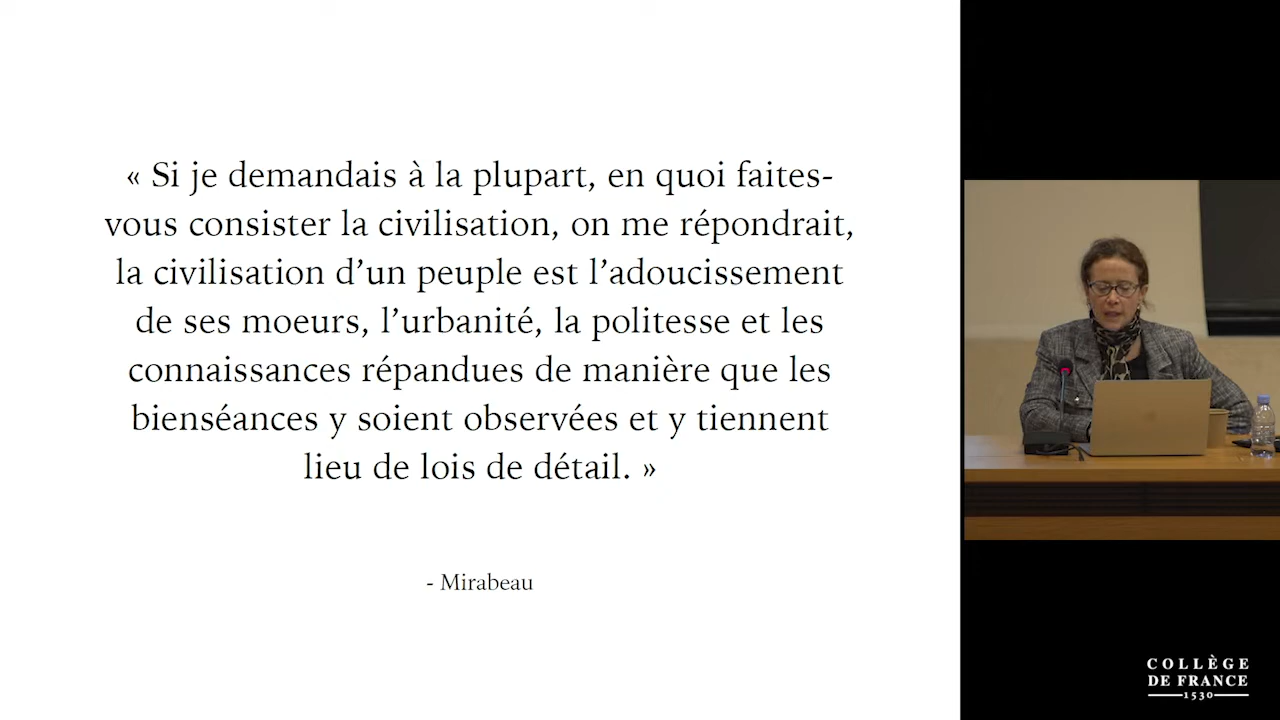 « Si je demandais à la plupart, en quoi faites-
vous consister la civilisation, on me répondrait,
la civilisation d’un peuple est l’adoucissement
de ses moeurs, l’urbanité, la politesse et les
connaissances répandues de manière que les
bienséances y soient observées et y tiennent
lieu de lois de détail. »
- Mirabeau
COLLÈGE
DE FRANCE
1530